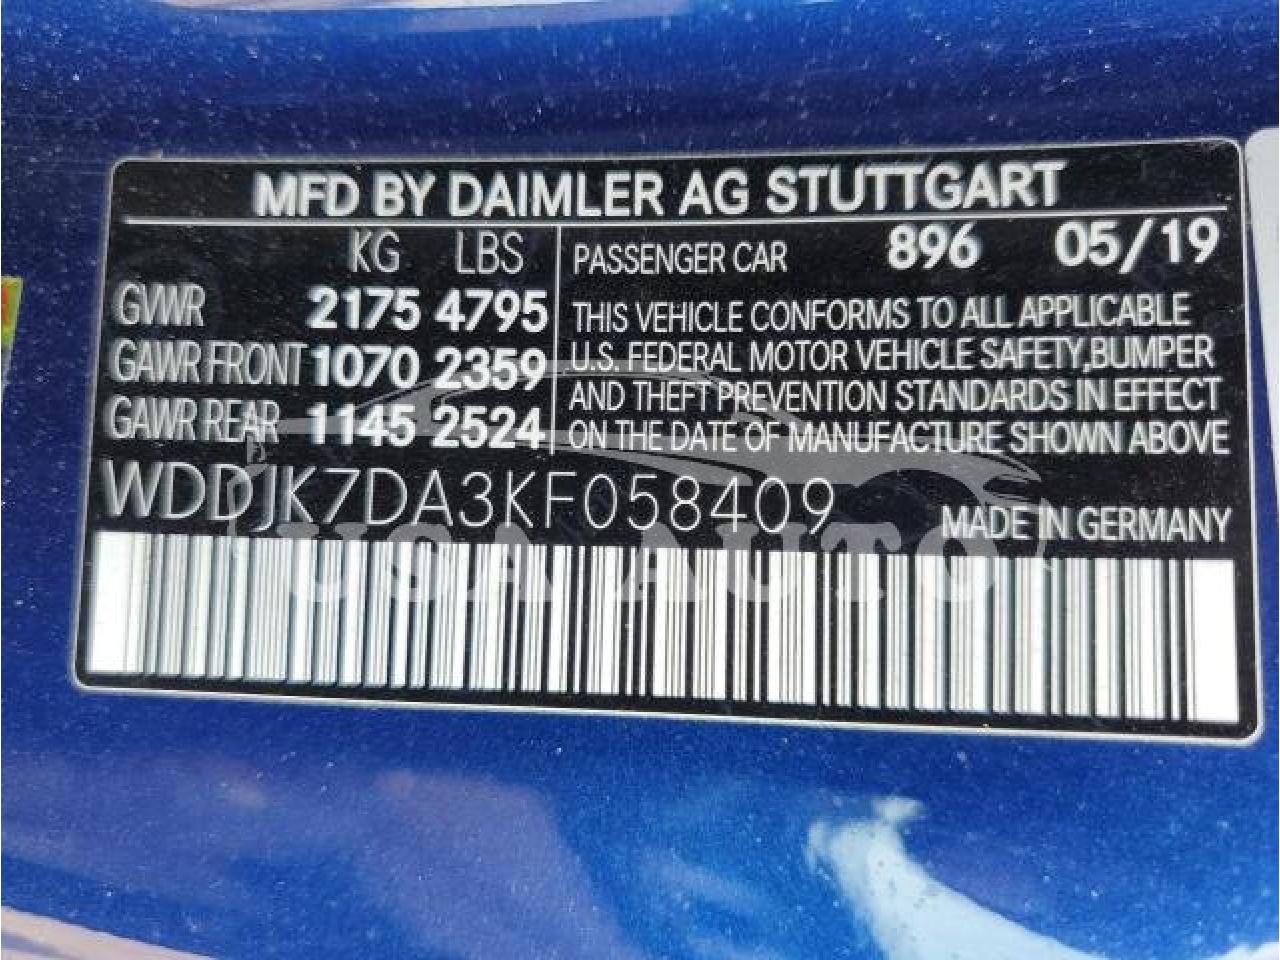 MFD BY DAIMLER AG STUTTGART
KG LBS
GVWR 2175 4795
GAWR FRONT 1070 2359
GAWR REAR 1145 2524
PASSENGER CAR 896 05/19
THIS VEHICLE CONFORMS TO ALL APPLICABLE
U.S. FEDERAL MOTOR VEHICLE SAFETY,BUMPER
AND THEFT PREVENTION STANDARDS IN EFFECT
ON THE DATE OF MANUFACTURE SHOWN ABOVE
WDDJK7DA3KF058409
MADE IN GERMANY
USA AUTO